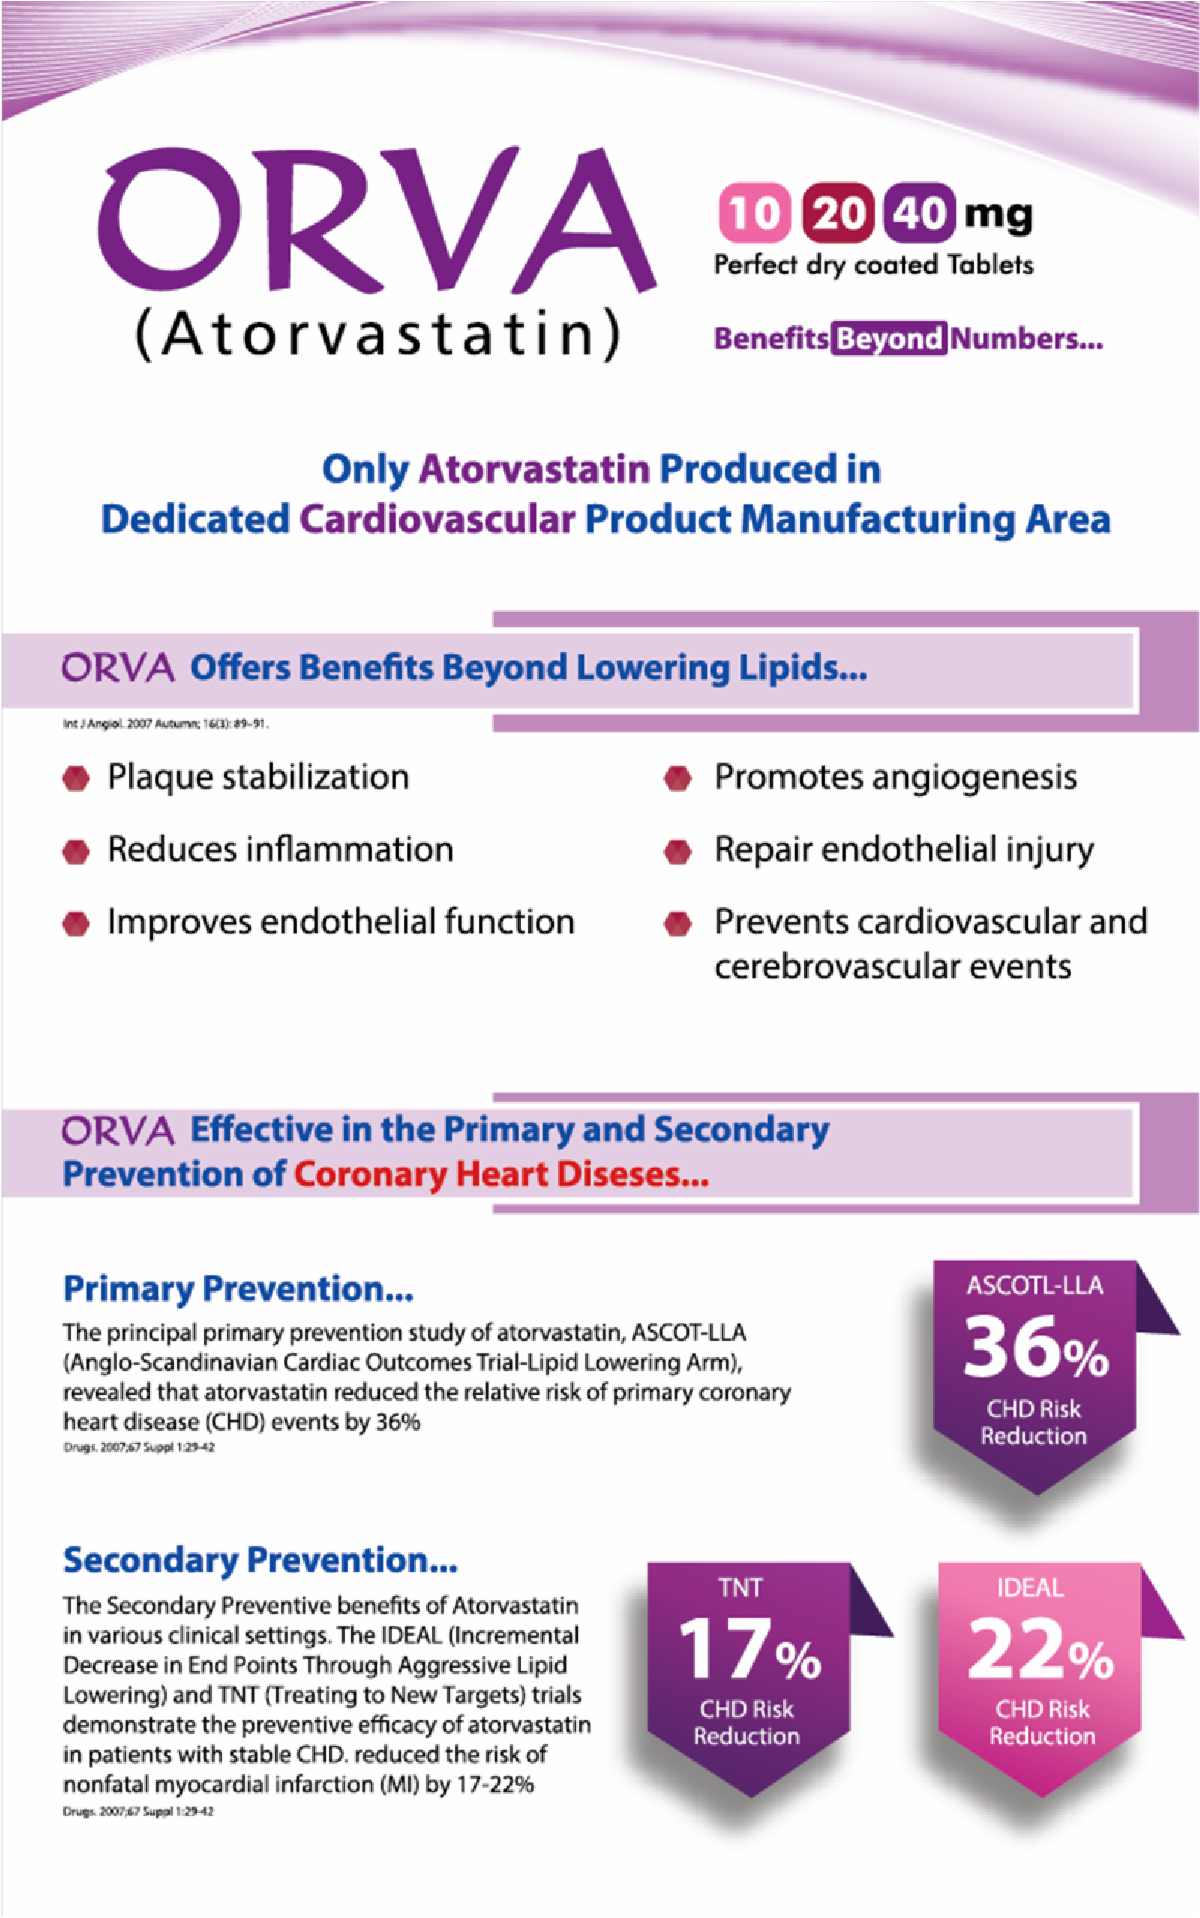 ORVA
(Atorvastatin)
10 20 40 mg
Perfect dry coated Tablets
Benefits Beyond Numbers...
Only Atorvastatin Produced in
Dedicated Cardiovascular Product Manufacturing Area
ORVA Offers Benefits Beyond Lowering Lipids...
Int J Angiol. 2007 Autumn; 16(3): 89-91.
Plaque stabilization
Reduces inflammation
Improves endothelial function
Promotes angiogenesis
Repair endothelial injury
Prevents cardiovascular and
cerebrovascular events
ORVA Effective in the Primary and Secondary
Prevention of Coronary Heart Diseses...
Primary Prevention...
The principal primary prevention study of atorvastatin, ASCOT-LLA
(Anglo-Scandinavian Cardiac Outcomes Trial-Lipid Lowering Arm),
revealed that atorvastatin reduced the relative risk of primary coronary
heart disease (CHD) events by 36%
Drugs. 2007;67 Suppl 1:29-42
ASCOTL-LLA
36%
CHD Risk
Reduction
Secondary Prevention...
The Secondary Preventive benefits of Atorvastatin
in various clinical settings. The IDEAL (Incremental
Decrease in End Points Through Aggressive Lipid
Lowering) and TNT (Treating to New Targets) trials
demonstrate the preventive efficacy of atorvastatin
in patients with stable CHD. reduced the risk of
nonfatal myocardial infarction (MI) by 17-22%
Drugs. 2007;67 Suppl 1:29-42
TNT
17%
CHD Risk
Reduction
IDEAL
22%
CHD Risk
Reduction